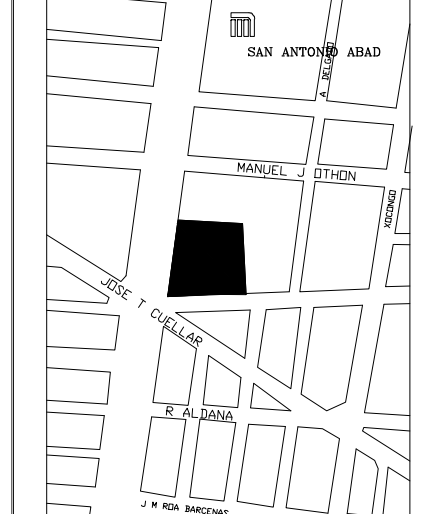 SAN ANTONIO ABAD
A DELGADO
MANUEL J OTHON
XOCONGO
JOSE T CUELLAR
R ALDANA
J M ROA BARCENAS